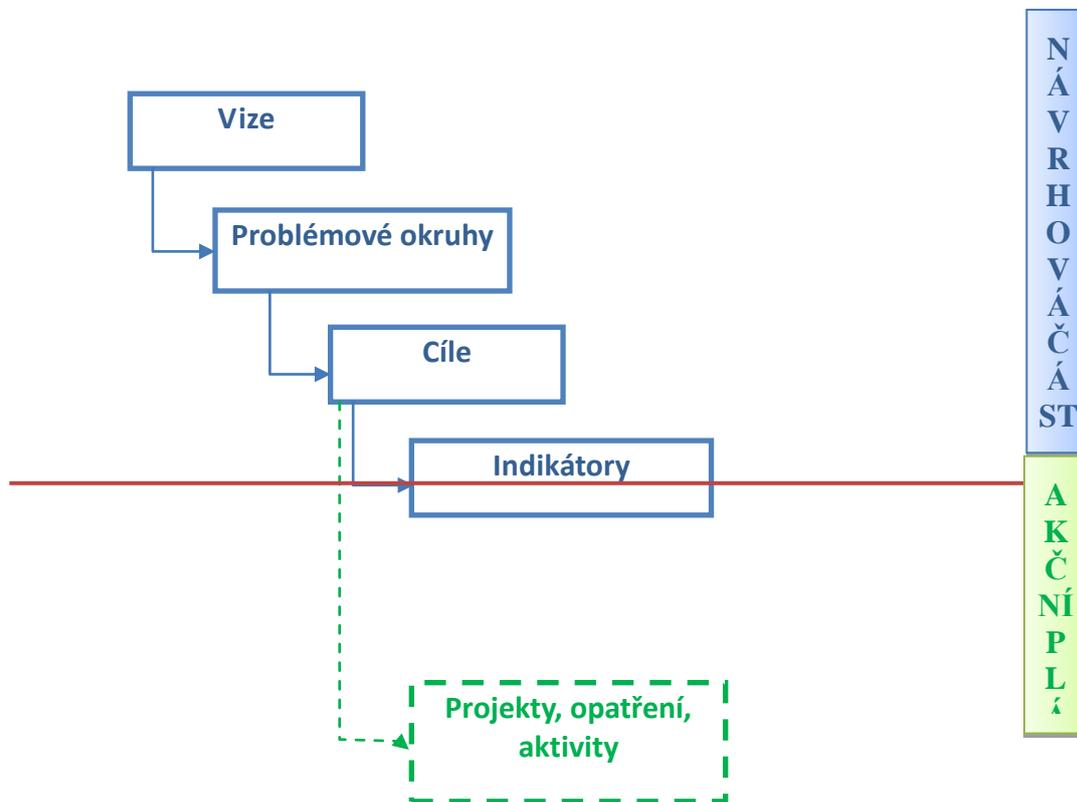 Vize
Problémové okruhy
Cíle
Indikátory
Projekty, opatření,
aktivity
N
Á
V
R
H
O
V
Á
Č
Á
ST
A
K
Č
NÍ
P
L